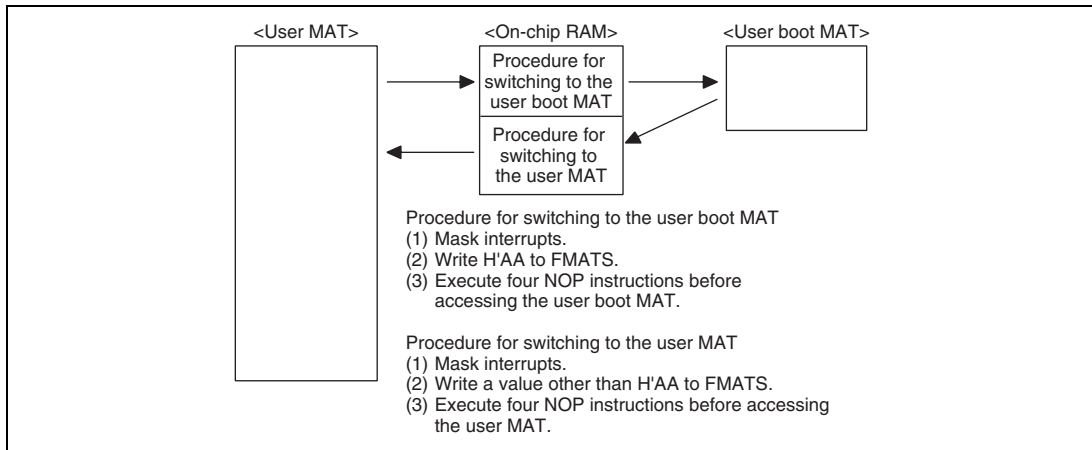 <User MAT>
<On-chip RAM>
<User boot MAT>
Procedure for
switching to the
user boot MAT
Procedure for
switching to
the user MAT
Procedure for switching to the user boot MAT
(1) Mask interrupts.
(2) Write H'AA to FMATS.
(3) Execute four NOP instructions before
accessing the user boot MAT.
Procedure for switching to the user MAT
(1) Mask interrupts.
(2) Write a value other than H'AA to FMATS.
(3) Execute four NOP instructions before accessing
the user MAT.